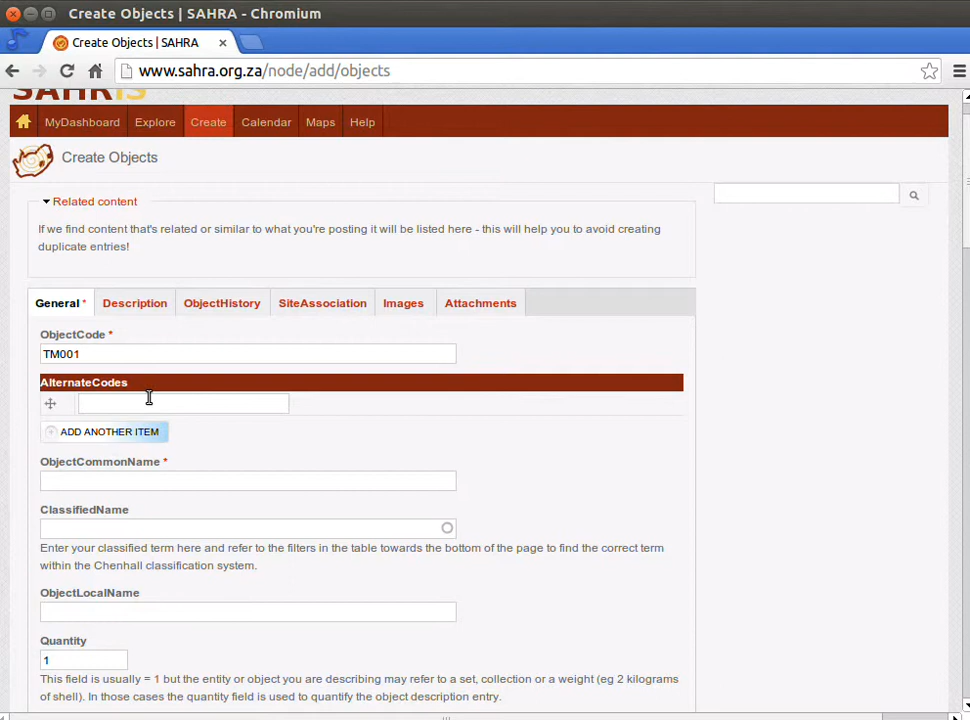 Create Objects | SAHRA - Chromium
Create Objects | SAHRA
www.sahra.org.za/node/add/objects
SAHRIS
MyDashboard Explore Create Calendar Maps Help
Create Objects
Related content
If we find content that's related or similar to what you're posting it will be listed here - this will help you to avoid creating
duplicate entries!
General * Description ObjectHistory SiteAssociation Images Attachments
ObjectCode *
TM001
AlternateCodes
ADD ANOTHER ITEM
ObjectCommonName *
ClassifiedName
Enter your classified term here and refer to the filters in the table towards the bottom of the page to find the correct term
within the Chenhall classification system.
ObjectLocalName
Quantity
1
This field is usually = 1 but the entity or object you are describing may refer to a set, collection or a weight (eg 2 kilograms
of shell). In those cases the quantity field is used to quantify the object description entry.